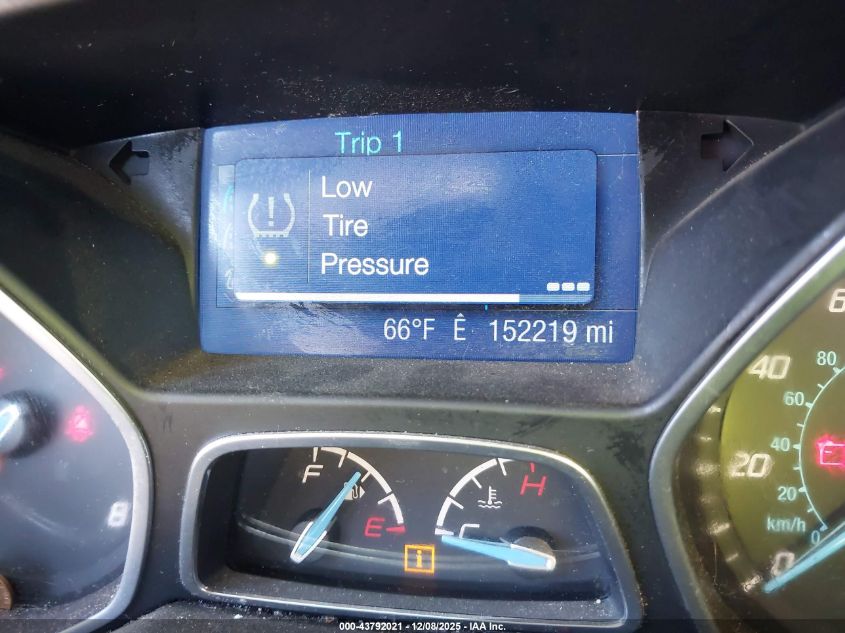 Trip 1
Low
Tire
Pressure
66°F Ê 152219 mi
F
E
H
C
i
8
6
40
20
0
80
60
40
20
km/h
0
000-43792021 - 12/08/2025 - IAA Inc.